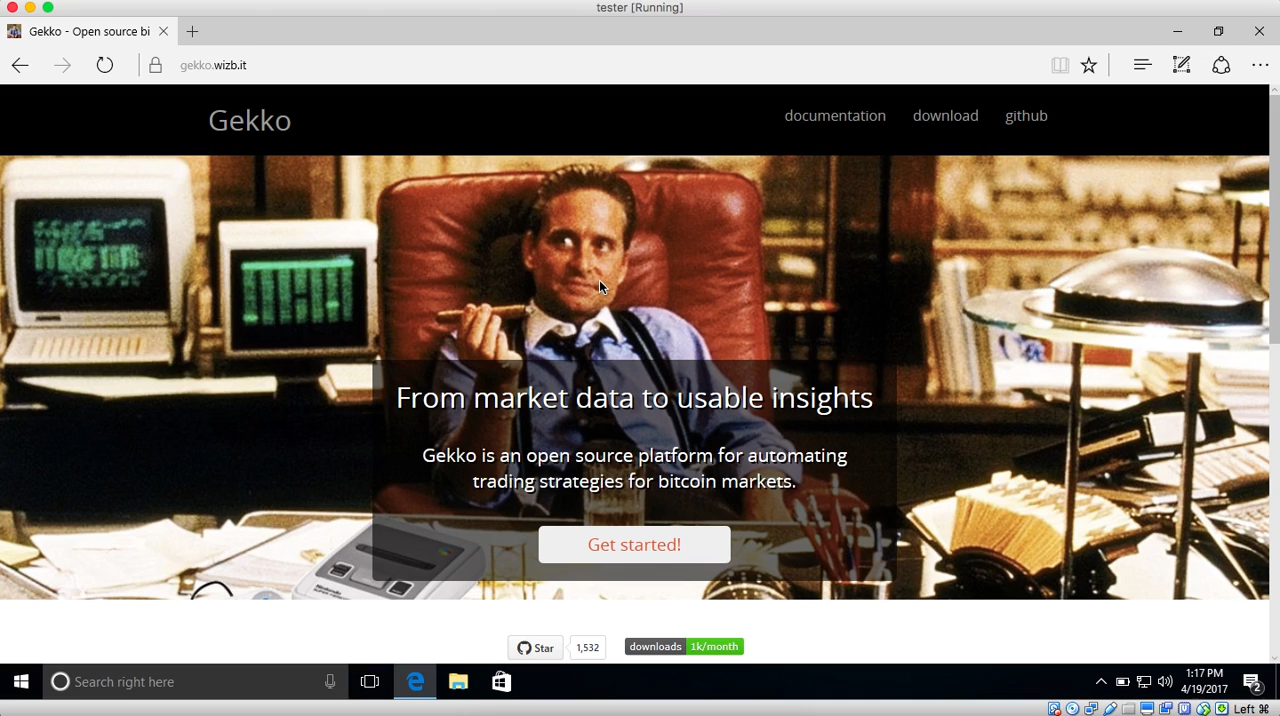 tester [Running]
Gekko - Open source bi
gekko.wizb.it
Gekko
documentation download github
From market data to usable insights
Gekko is an open source platform for automating
trading strategies for bitcoin markets.
Get started!
Star 1,532 downloads 1k/month
Search right here
1:17 PM
4/19/2017
2
Left ⌘